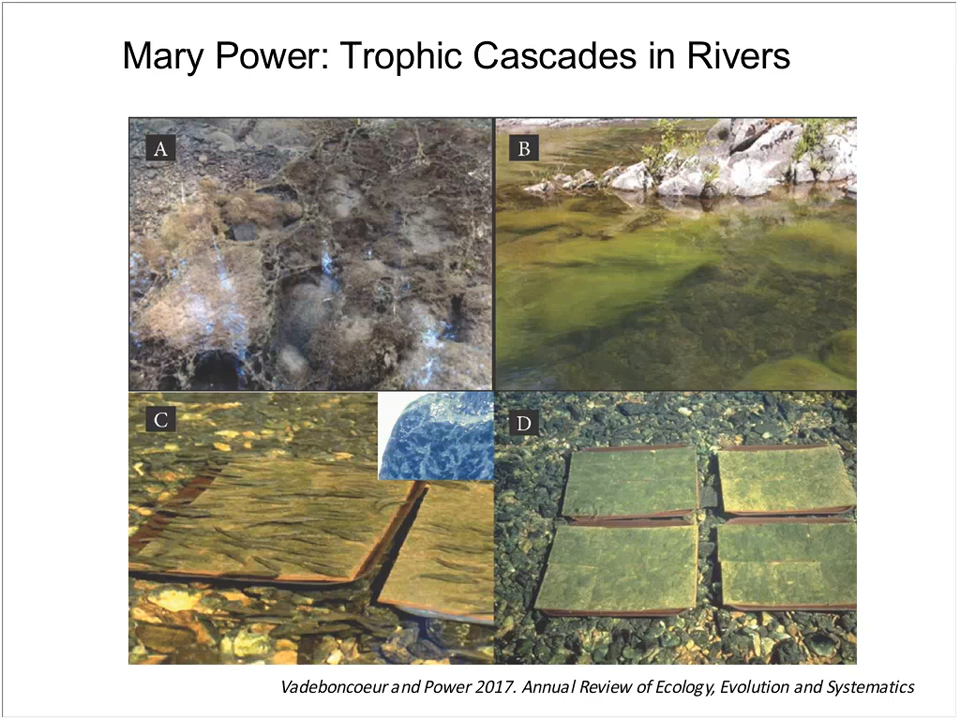 Mary Power: Trophic Cascades in Rivers
A
B
C
D
Vadeboncoeur and Power 2017. Annual Review of Ecology, Evolution and Systematics